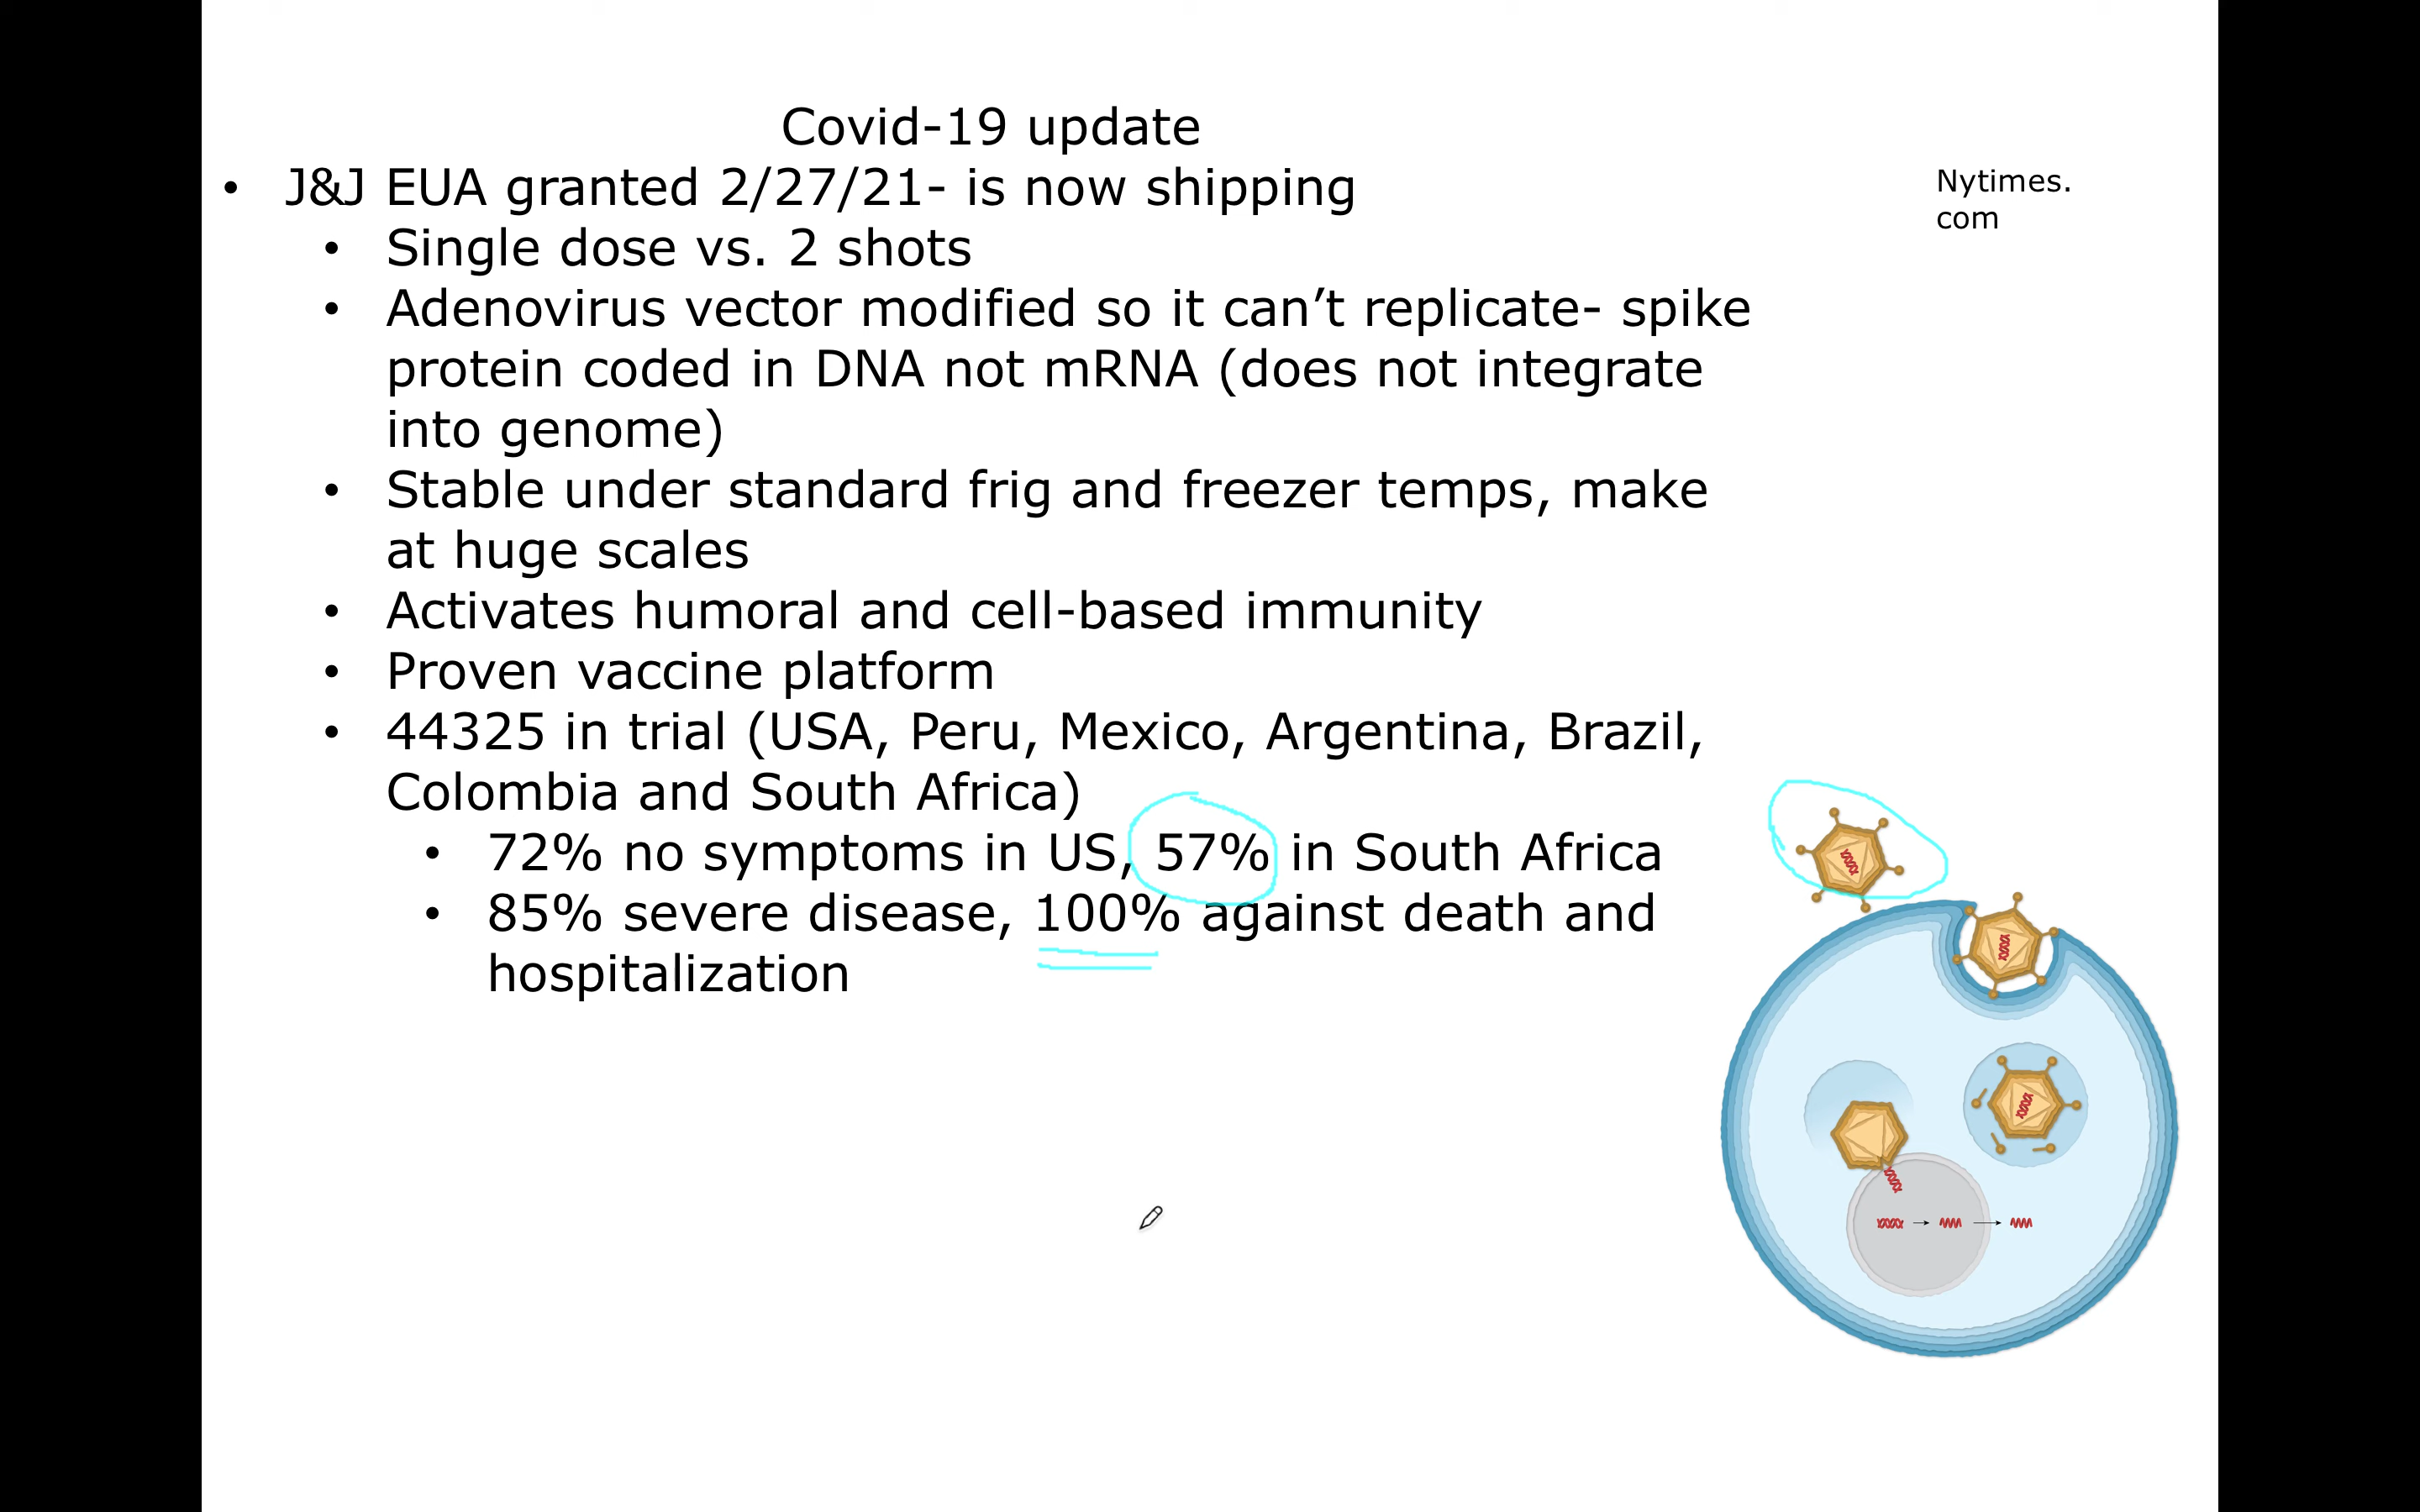 Covid-19 update
• J&J EUA granted 2/27/21- is now shipping
• Single dose vs. 2 shots
• Adenovirus vector modified so it can’t replicate- spike
protein coded in DNA not mRNA (does not integrate
into genome)
• Stable under standard frig and freezer temps, make
at huge scales
• Activates humoral and cell-based immunity
• Proven vaccine platform
• 44325 in trial (USA, Peru, Mexico, Argentina, Brazil,
Colombia and South Africa)
• 72% no symptoms in US, 57% in South Africa
• 85% severe disease, 100% against death and
hospitalization
Nytimes.
com